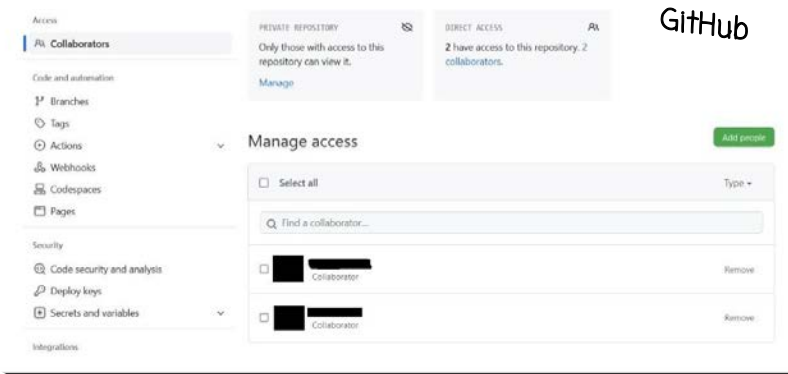 GitHub
Access
Collaborators
Code and automation
Branches
Tags
Actions
Webhooks
Codespaces
Pages
Security
Code security and analysis
Deploy keys
Secrets and variables
Integrations
PRIVATE REPOSITORY
Only those with access to this
repository can view it.
Manage
DIRECT ACCESS
2 have access to this repository. 2
collaborators.
Manage access
Add people
Select all
Type
Find a collaborator...
Collaborator
Remove
Collaborator
Remove